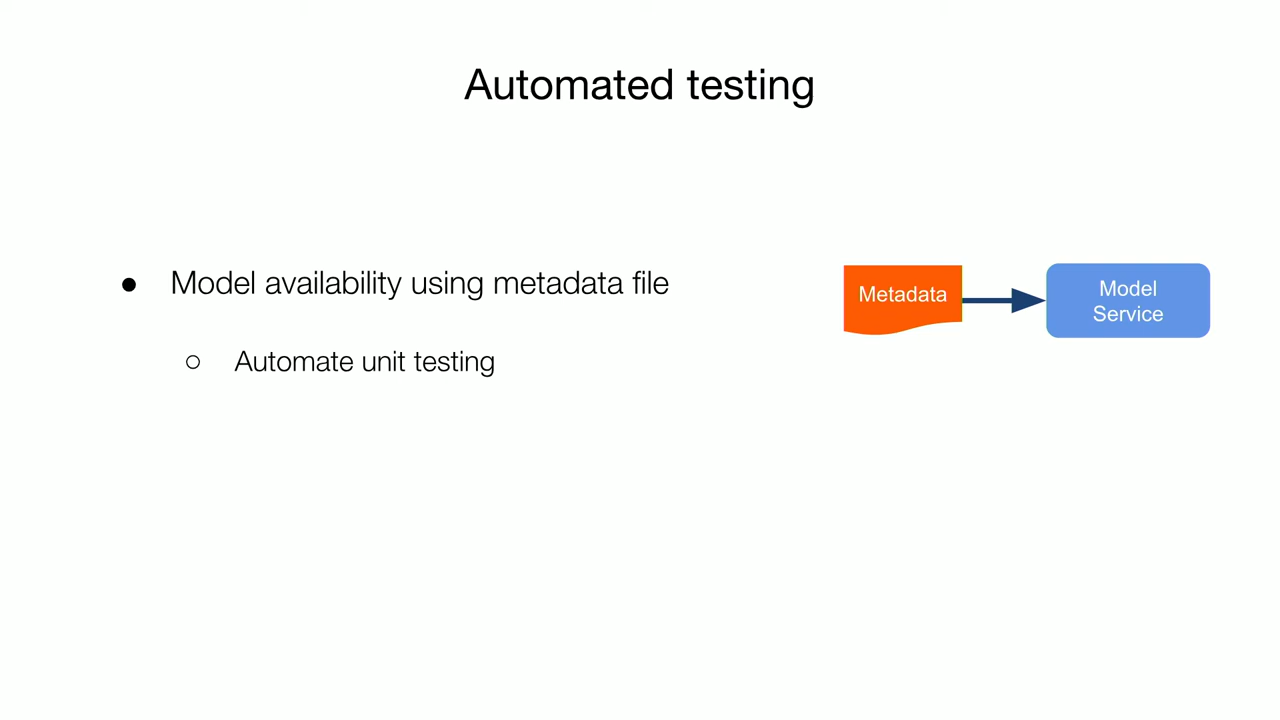 Automated testing
● Model availability using metadata file
○ Automate unit testing
Metadata
Model
Service